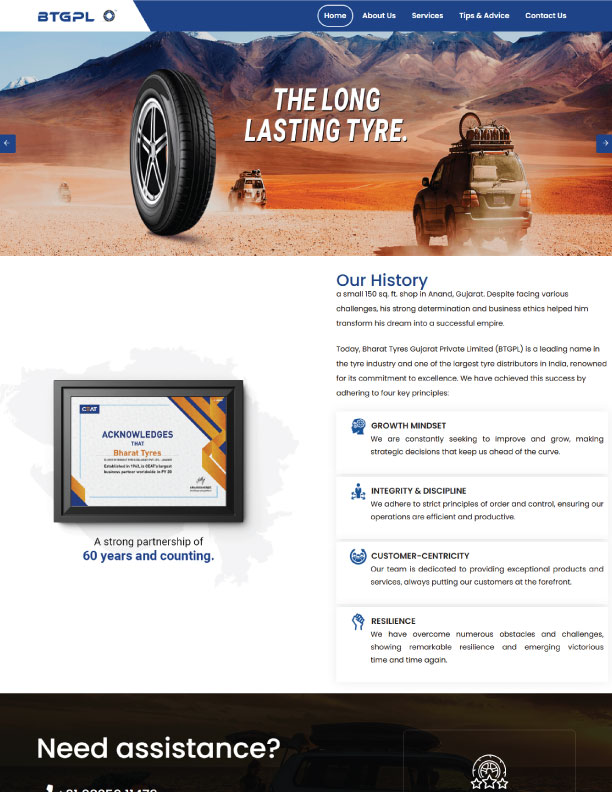 BTGPL
Home About Us Services Tips & Advice Contact Us
THE LONG
LASTING TYRE.
Our History
a small 150 sq. ft. shop in Anand, Gujarat. Despite facing various
challenges, his strong determination and business ethics helped him
transform his dream into a successful empire.
Today, Bharat Tyres Gujarat Private Limited (BTGPL) is a leading name in
the tyre industry and one of the largest tyre distributors in India, renowned
for its commitment to excellence. We have achieved this success by
adhering to four key principles:
CEAT
ACKNOWLEDGES
THAT
Bharat Tyres
Established in 1963, is CEAT's largest
business partner worldwide in FY 20
A strong partnership of
60 years and counting.
GROWTH MINDSET
We are constantly seeking to improve and grow, making
strategic decisions that keep us ahead of the curve.
INTEGRITY & DISCIPLINE
We adhere to strict principles of order and control, ensuring our
operations are efficient and productive.
CUSTOMER-CENTRICITY
Our team is dedicated to providing exceptional products and
services, always putting our customers at the forefront.
RESILIENCE
We have overcome numerous obstacles and challenges,
showing remarkable resilience and emerging victorious
time and time again.
Need assistance?